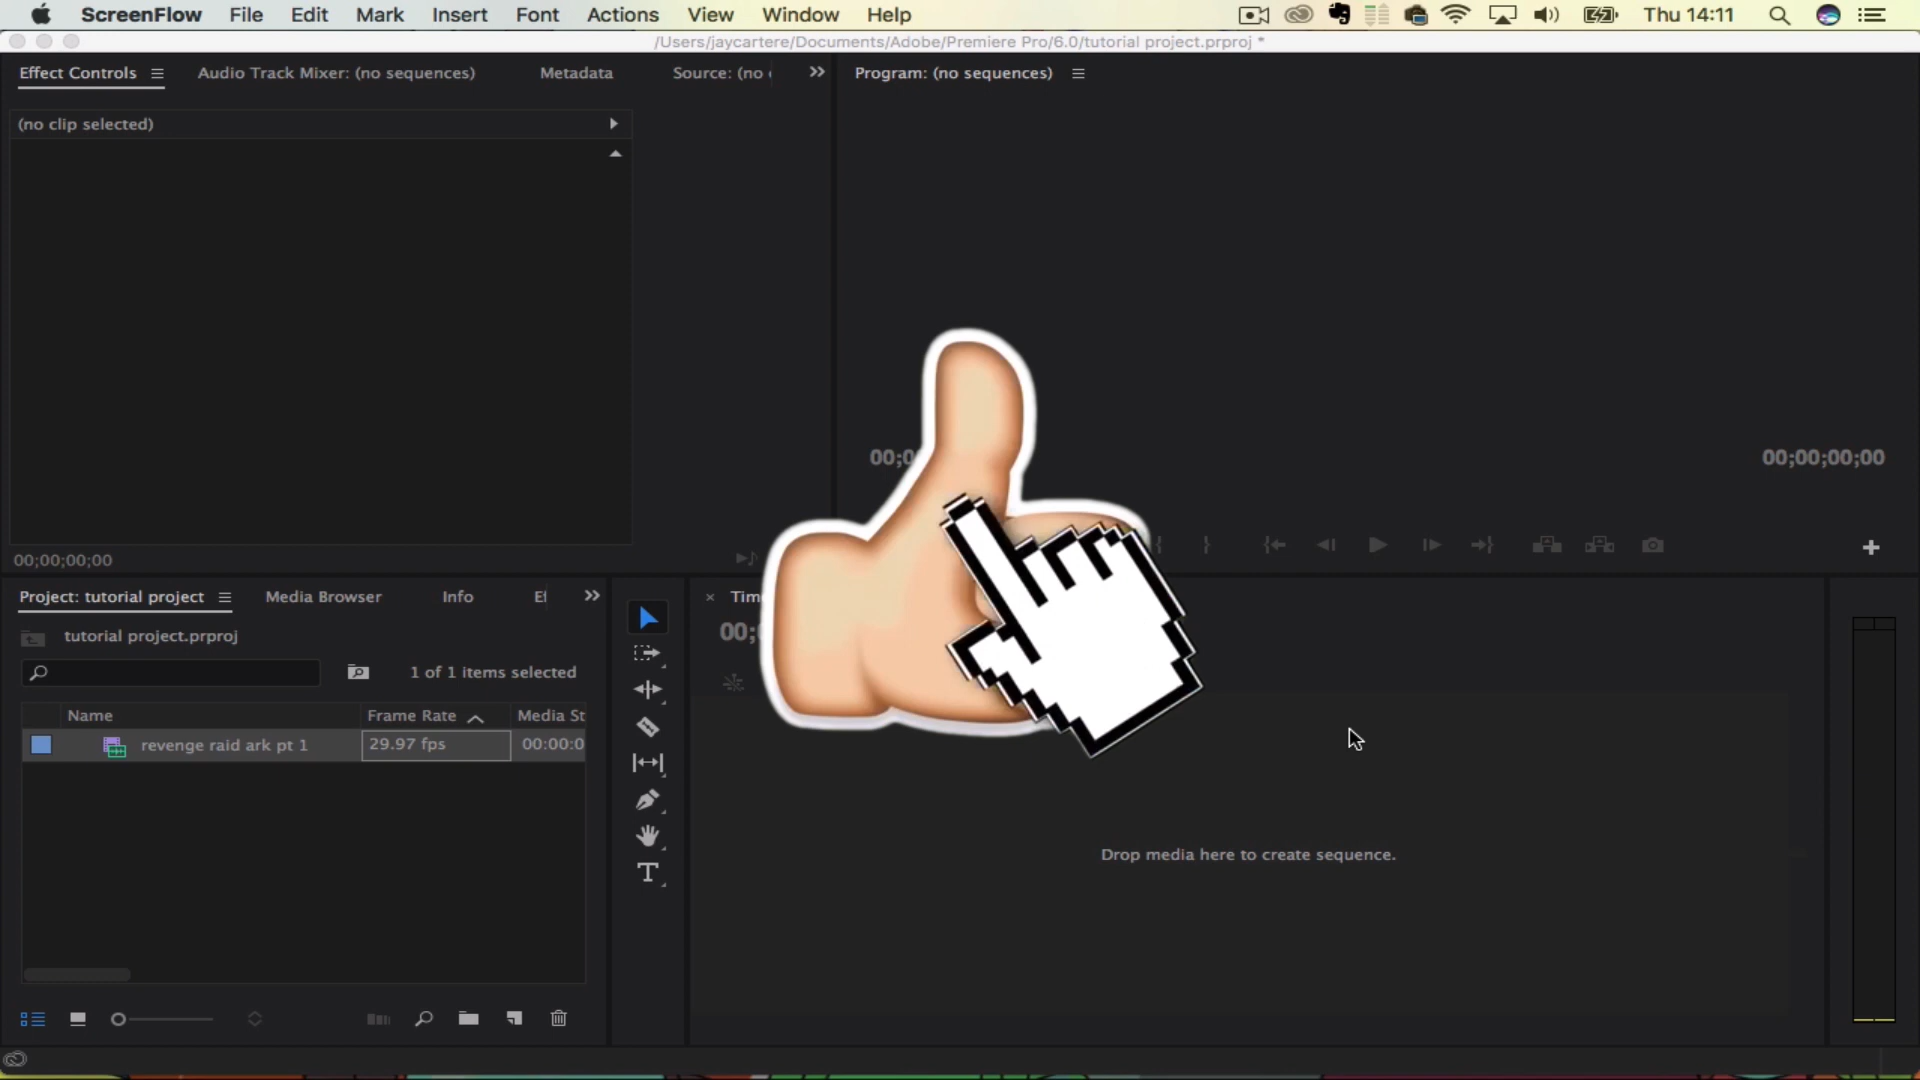 ScreenFlow File Edit Mark Insert Font Actions View Window Help Thu 14:11
/Users/jaycartere/Documents/Adobe/Premiere Pro/6.0/tutorial project.prproj *
Effect Controls Audio Track Mixer: (no sequences) Metadata Source: (no Program: (no sequences)
(no clip selected)
00;00;00;00
00;00;00;00
Project: tutorial project Media Browser Info
tutorial project.prproj
1 of 1 items selected
Name Frame Rate Media St
revenge raid ark pt 1 29.97 fps 00:00:0
Drop media here to create sequence.
T